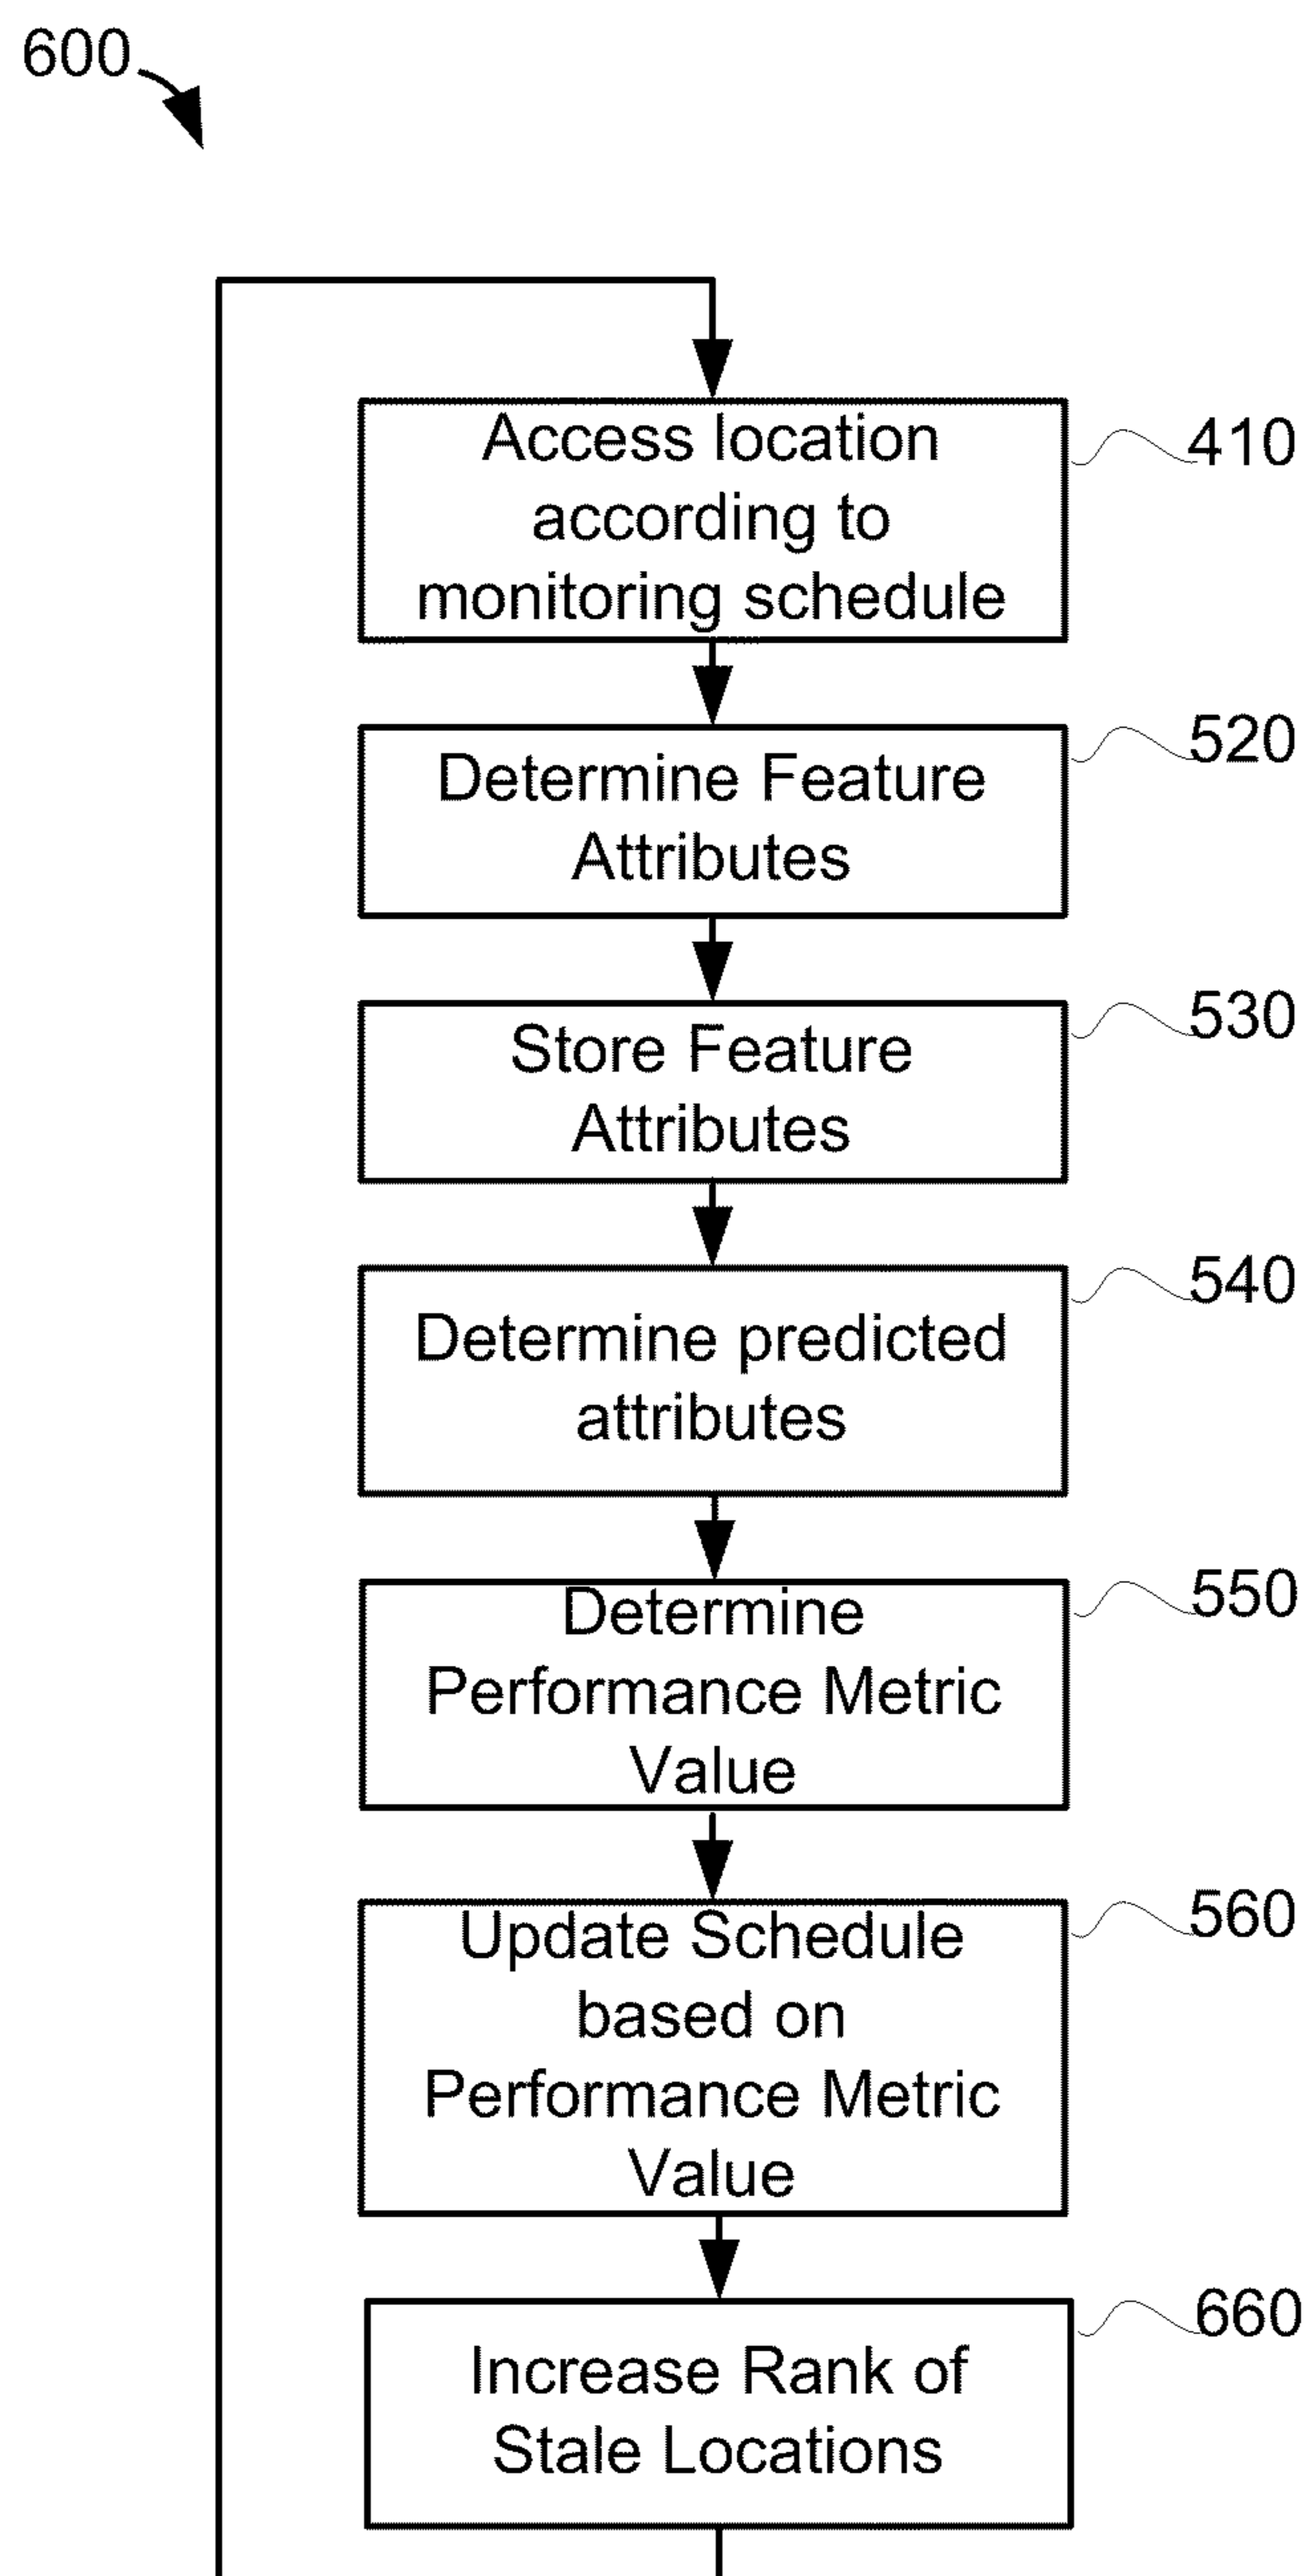 600
Access location
according to
monitoring schedule
410
Determine Feature
Attributes
520
Store Feature
Attributes
530
Determine predicted
attributes
540
Determine
Performance Metric
Value
550
Update Schedule
based on
Performance Metric
Value
560
Increase Rank of
Stale Locations
660